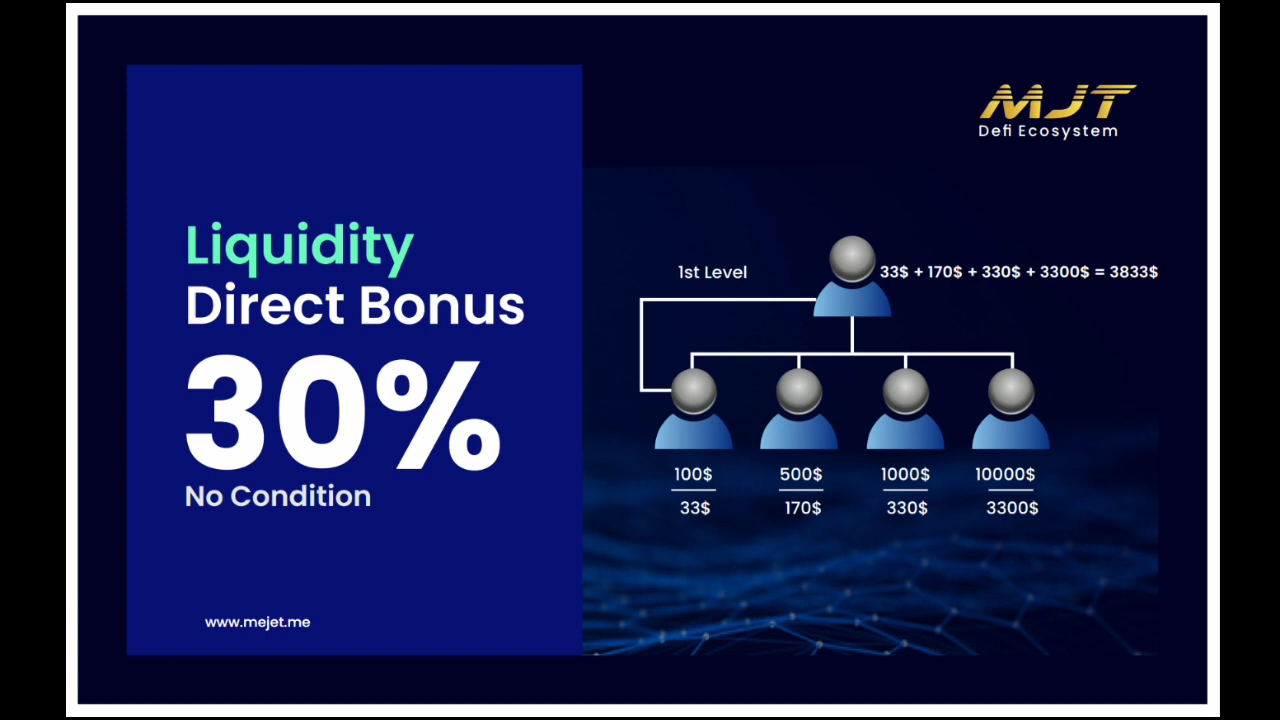 MJT
Defi Ecosystem
Liquidity
Direct Bonus
30%
No Condition
www.mejet.me
1st Level
33$ + 170$ + 330$ + 3300$ = 3833$
100$ 500$ 1000$ 10000$
33$ 170$ 330$ 3300$